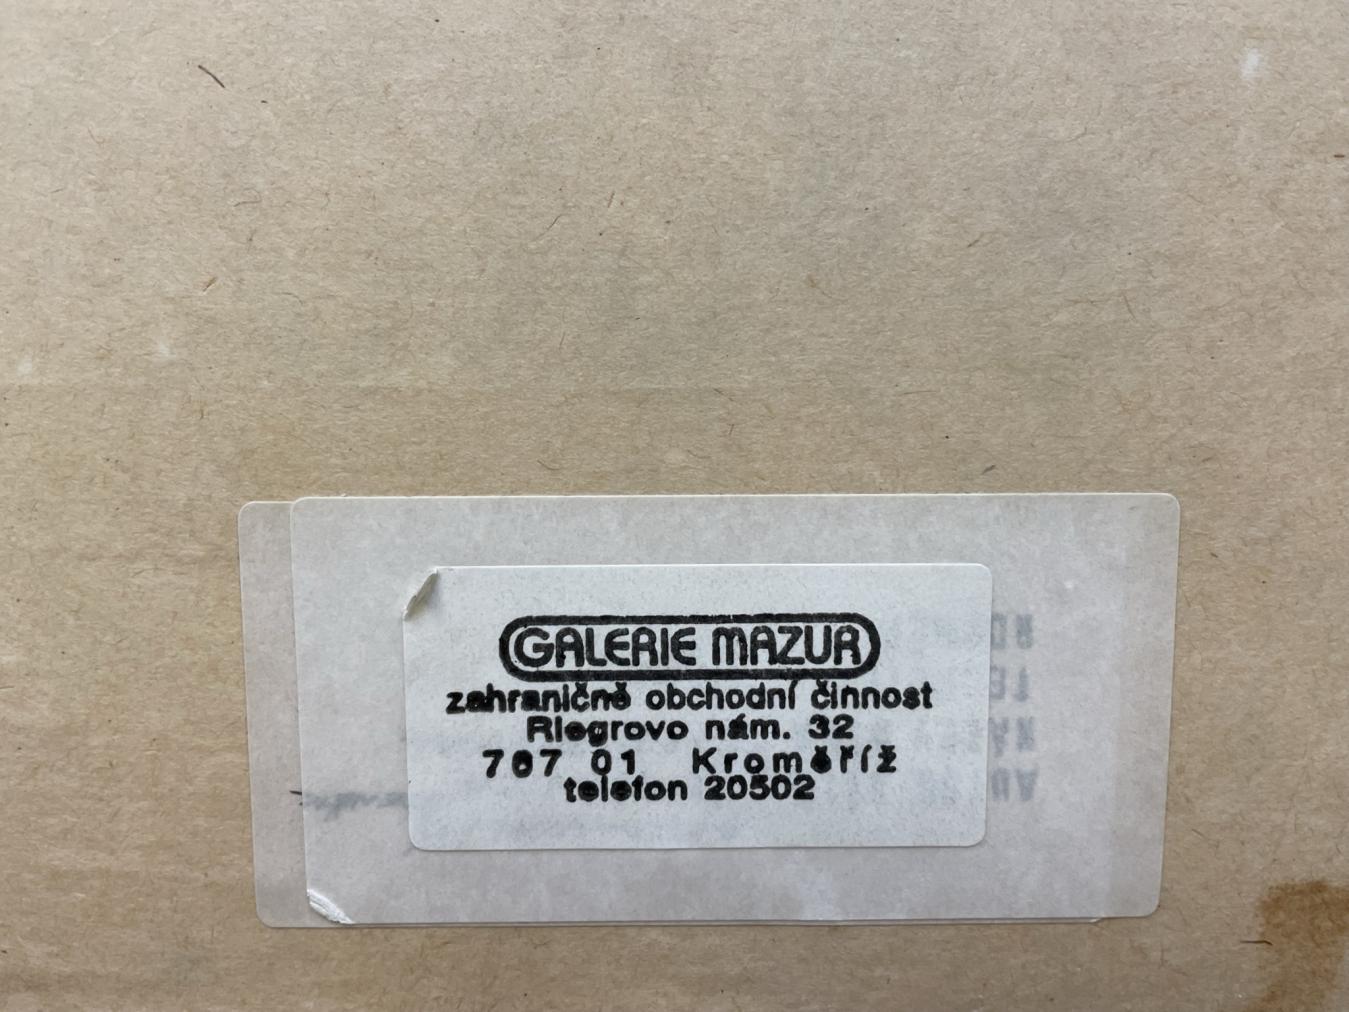 GALERIE MAZUR
zahraničně obchodní činnost
Riegrovo nám. 32
767 01 Kroměříž
telefon 20502